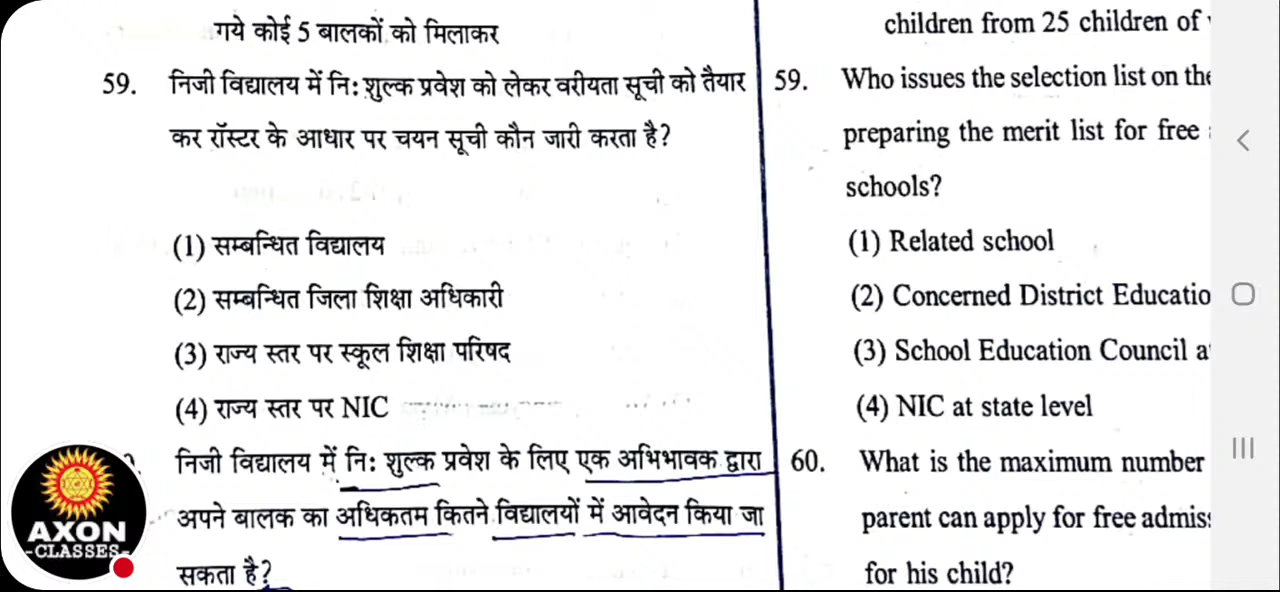 गये कोई 5 बालकों को मिलाकर
59. निजी विद्यालय में नि: शुल्क प्रवेश को लेकर वरीयता सूची को तैयार
कर रॉस्टर के आधार पर चयन सूची कौन जारी करता है?
(1) सम्बन्धित विद्यालय
(2) सम्बन्धित जिला शिक्षा अधिकारी
(3) राज्य स्तर पर स्कूल शिक्षा परिषद
(4) राज्य स्तर पर NIC
निजी विद्यालय में नि: शुल्क प्रवेश के लिए एक अभिभावक द्वारा
अपने बालक का अधिकतम कितने विद्यालयों में आवेदन किया जा
सकता है?
children from 25 children of
59. Who issues the selection list on the
preparing the merit list for free
schools?
(1) Related school
(2) Concerned District Educatio
(3) School Education Council a
(4) NIC at state level
60. What is the maximum number
parent can apply for free admis
for his child?
AXON
-CLASSES-